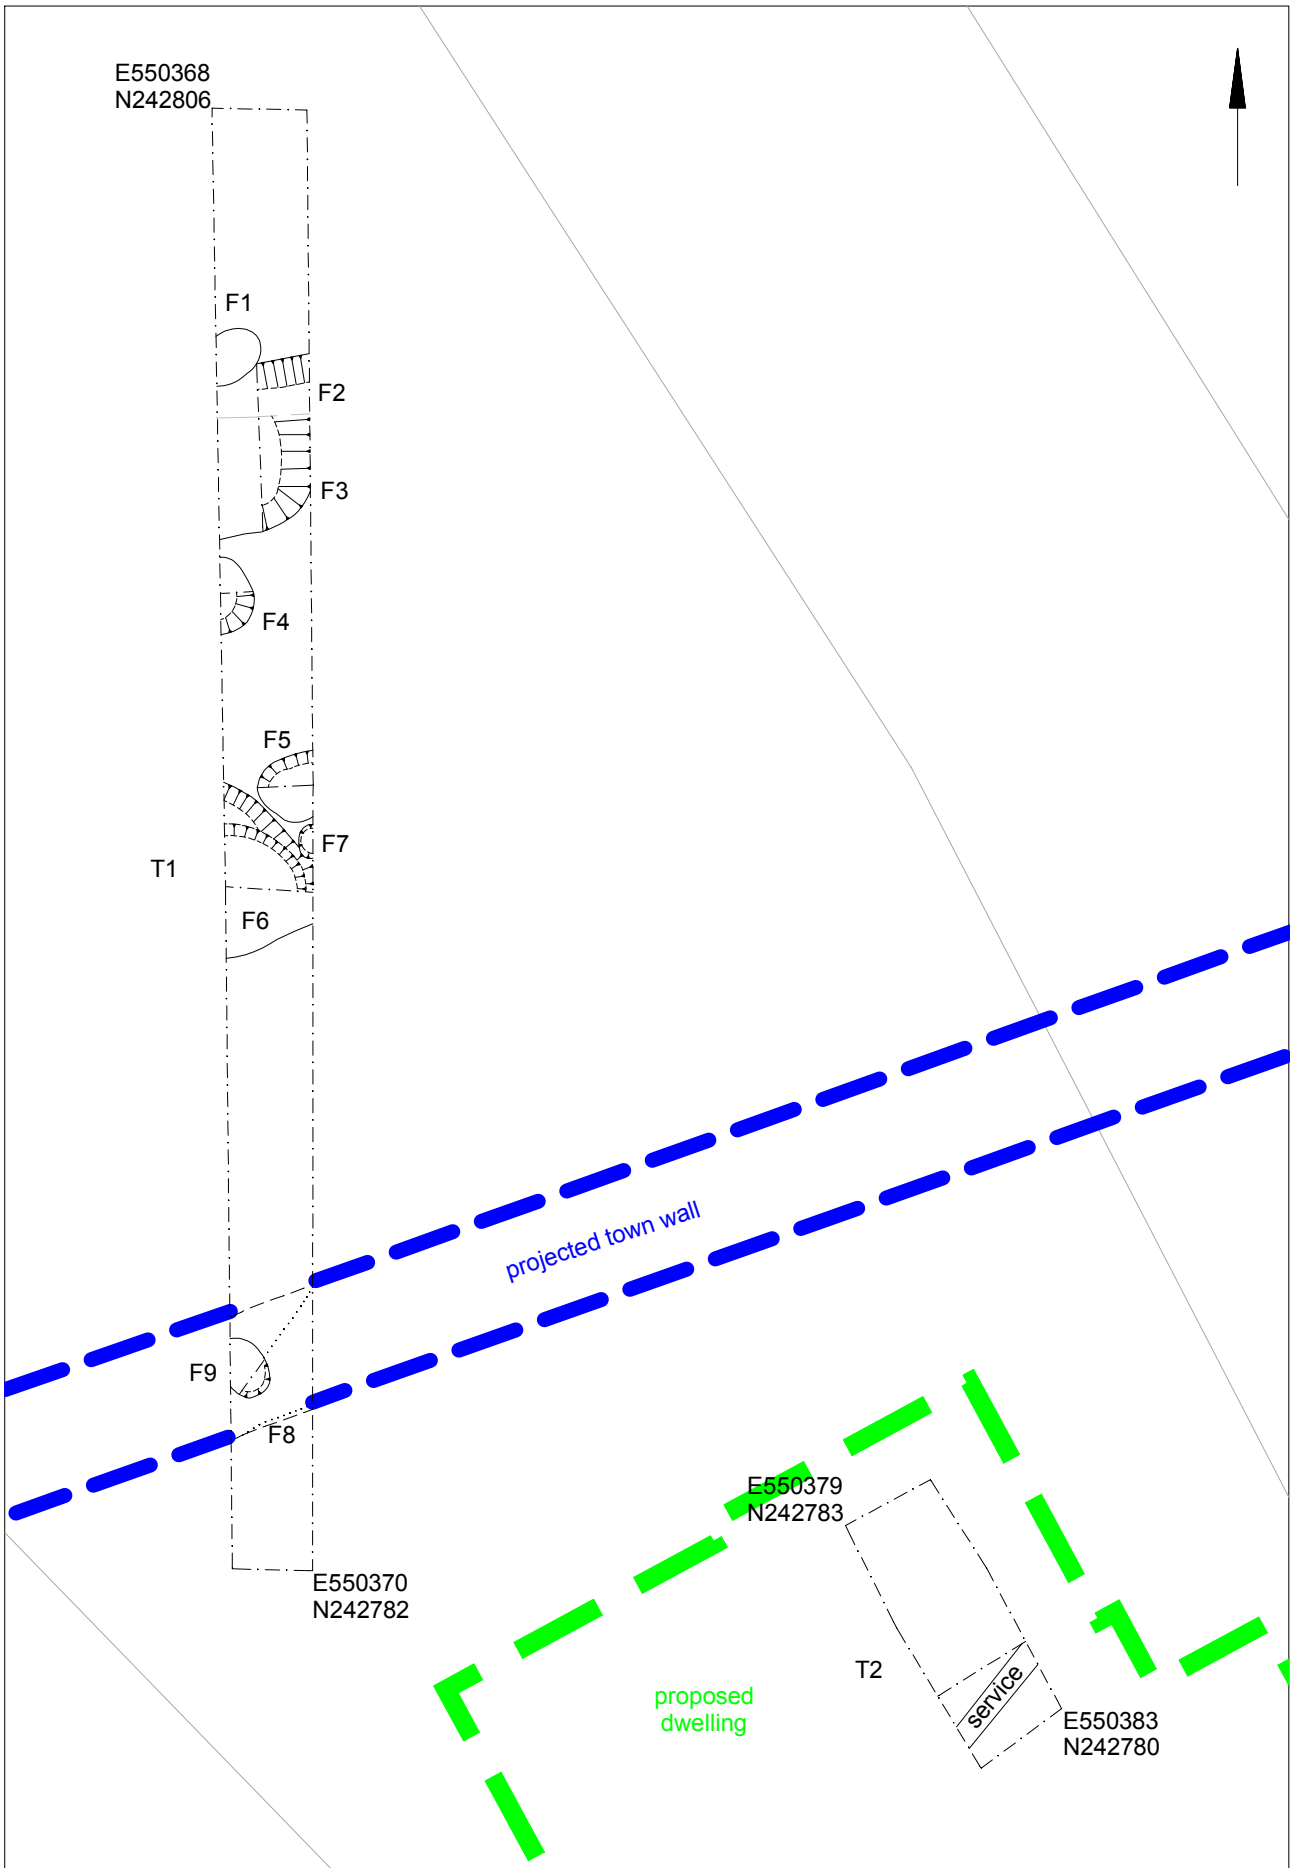 E550368
N242806
F1
F2
F3
F4
F5
F7
T1
F6
projected town wall
F9
F8
E550379
N242783
E550370
N242782
T2
service
proposed
dwelling
E550383
N242780